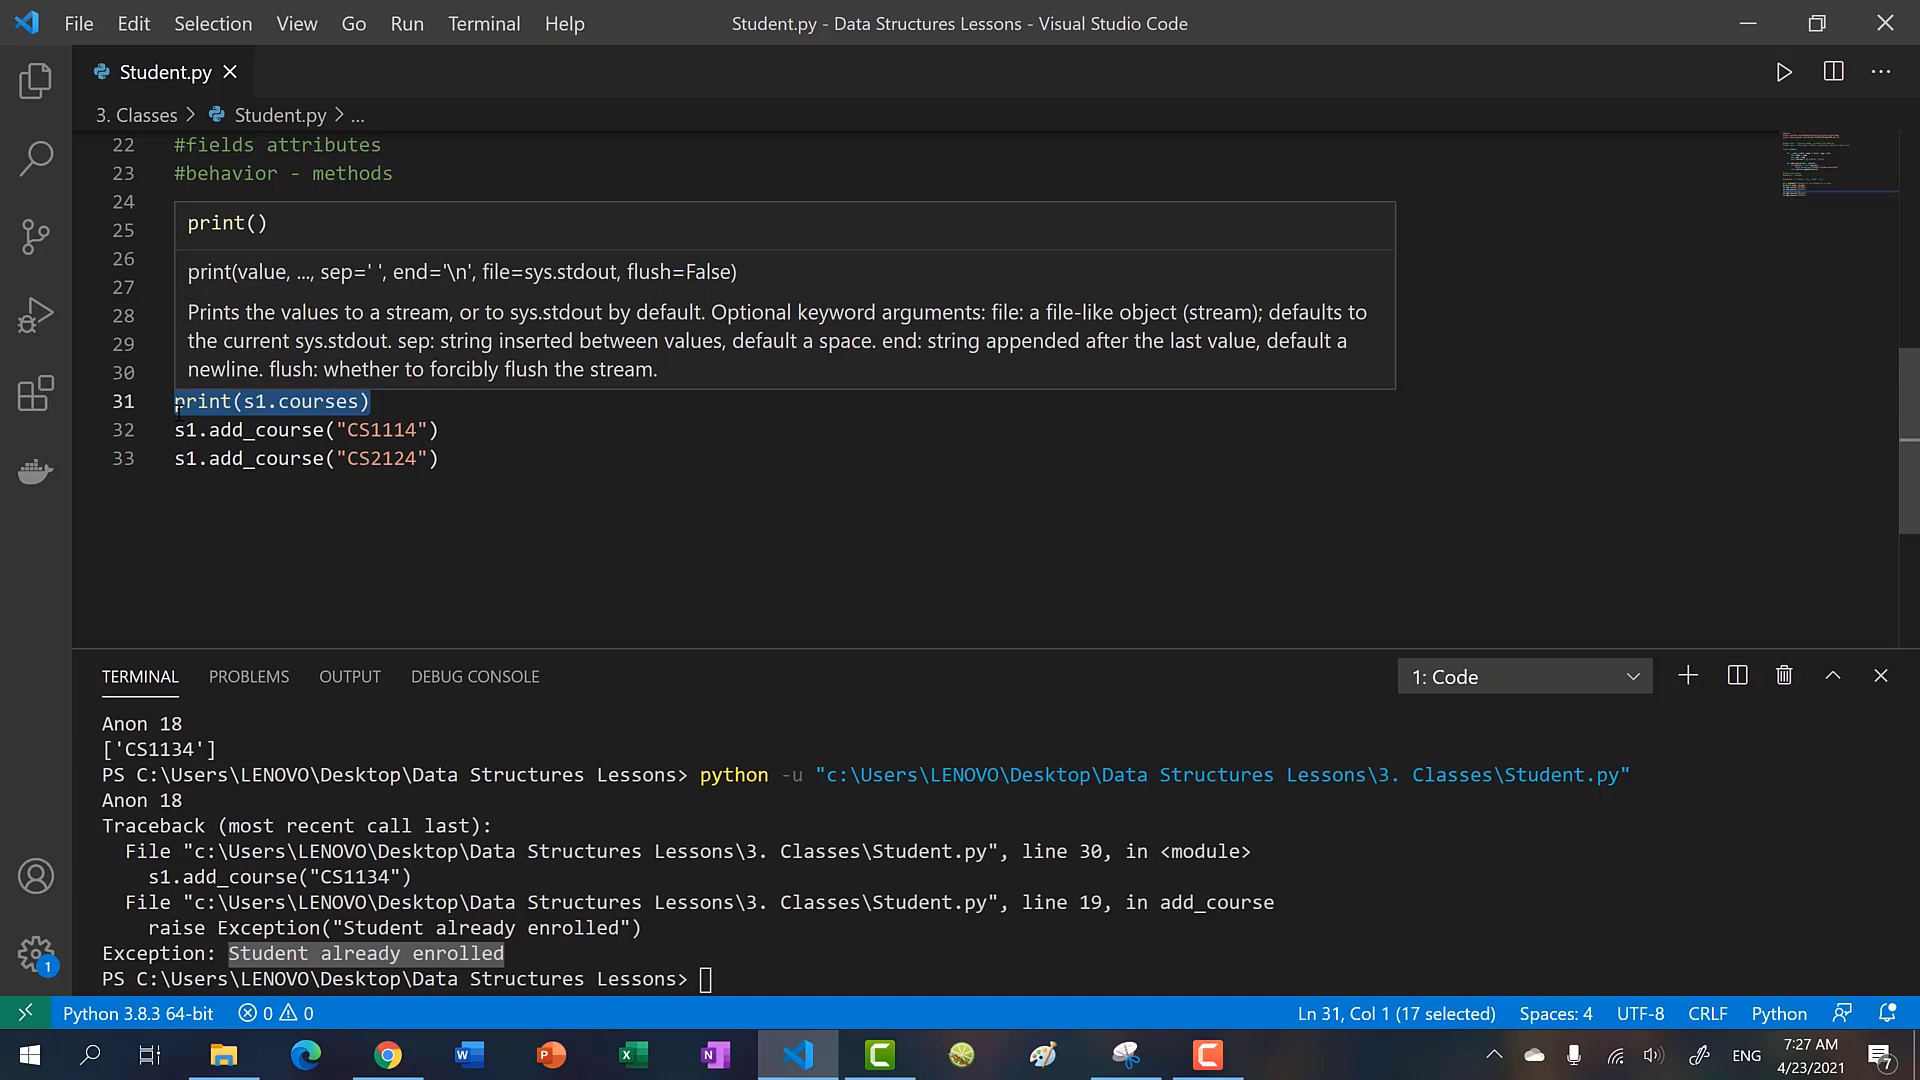 File Edit Selection View Go Run Terminal Help
Student.py - Data Structures Lessons - Visual Studio Code
Student.py
3. Classes > Student.py > ...
22 #fields attributes
23 #behavior - methods
24
25
26
27
28
29
30
print()
print(value, ..., sep=' ', end='\n', file=sys.stdout, flush=False)
Prints the values to a stream, or to sys.stdout by default. Optional keyword arguments: file: a file-like object (stream); defaults to
the current sys.stdout. sep: string inserted between values, default a space. end: string appended after the last value, default a
newline. flush: whether to forcibly flush the stream.
31 print(s1.courses)
32 s1.add_course("CS1114")
33 s1.add_course("CS2124")
TERMINAL PROBLEMS OUTPUT DEBUG CONSOLE
1: Code
Anon 18
['CS1134']
PS C:\Users\LENOVO\Desktop\Data Structures Lessons> python -u "c:\Users\LENOVO\Desktop\Data Structures Lessons\3. Classes\Student.py"
Anon 18
Traceback (most recent call last):
File "c:\Users\LENOVO\Desktop\Data Structures Lessons\3. Classes\Student.py", line 30, in <module>
s1.add_course("CS1134")
File "c:\Users\LENOVO\Desktop\Data Structures Lessons\3. Classes\Student.py", line 19, in add_course
raise Exception("Student already enrolled")
Exception: Student already enrolled
PS C:\Users\LENOVO\Desktop\Data Structures Lessons>
1
Python 3.8.3 64-bit 0 0
Ln 31, Col 1 (17 selected) Spaces: 4 UTF-8 CRLF Python
ENG
7:27 AM
4/23/2021
7